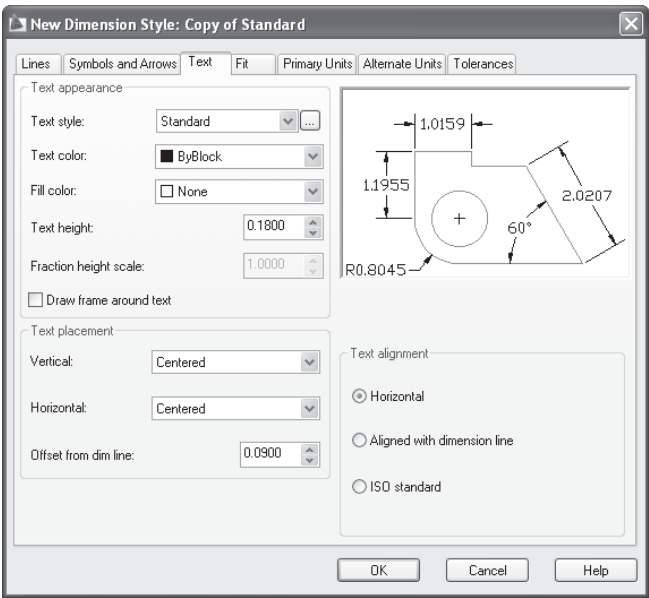 New Dimension Style: Copy of Standard
Lines Symbols and Arrows Text Fit Primary Units Alternate Units Tolerances
Text appearance
Text style: Standard ...
Text color: ByBlock
Fill color: None
Text height: 0.1800
Fraction height scale: 1.0000
Draw frame around text
1.0159
1.1955
2.0207
60°
R0.8045
Text placement
Vertical: Centered
Horizontal: Centered
Offset from dim line: 0.0900
Text alignment
Horizontal
Aligned with dimension line
ISO standard
OK Cancel Help